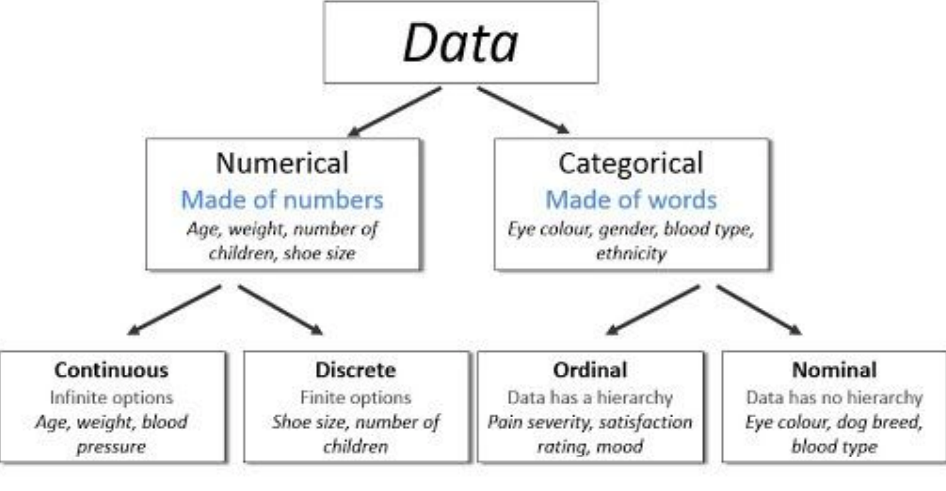 Data
Numerical
Made of numbers
Age, weight, number of
children, shoe size
Categorical
Made of words
Eye colour, gender, blood type,
ethnicity
Continuous
Infinite options
Age, weight, blood
pressure
Discrete
Finite options
Shoe size, number of
children
Ordinal
Data has a hierarchy
Pain severity, satisfaction
rating, mood
Nominal
Data has no hierarchy
Eye colour, dog breed,
blood type